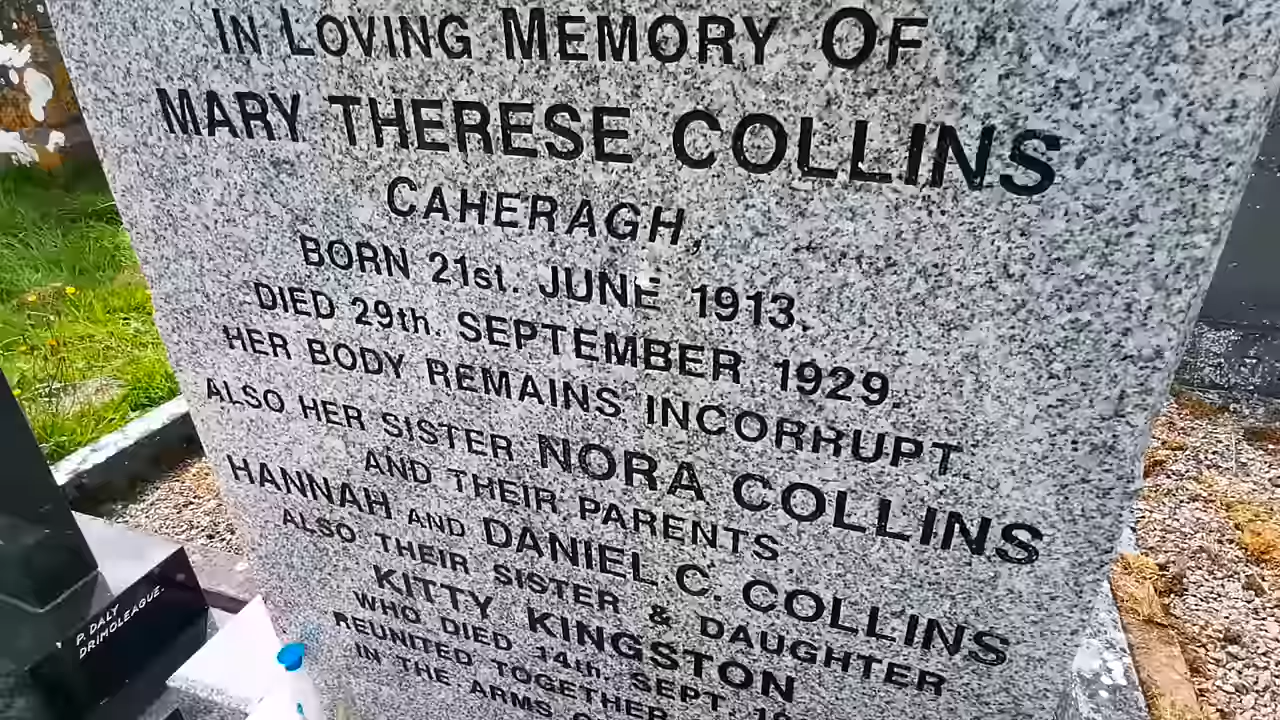 IN LOVING MEMORY OF
MARY THERESE COLLINS
CAHERAGH,
BORN 21st. JUNE 1913.
DIED 29th. SEPTEMBER 1929.
HER BODY REMAINS INCORRUPT.
ALSO HER SISTER NORA COLLINS
AND THEIR PARENTS
HANNAH AND DANIEL C. COLLINS
ALSO THEIR SISTER & DAUGHTER
KITTY KINGSTON
WHO DIED 14th. SEPT.
REUNITED TOGETHER
IN THE ARMS
P. DALY
DRIMOLEAGUE.